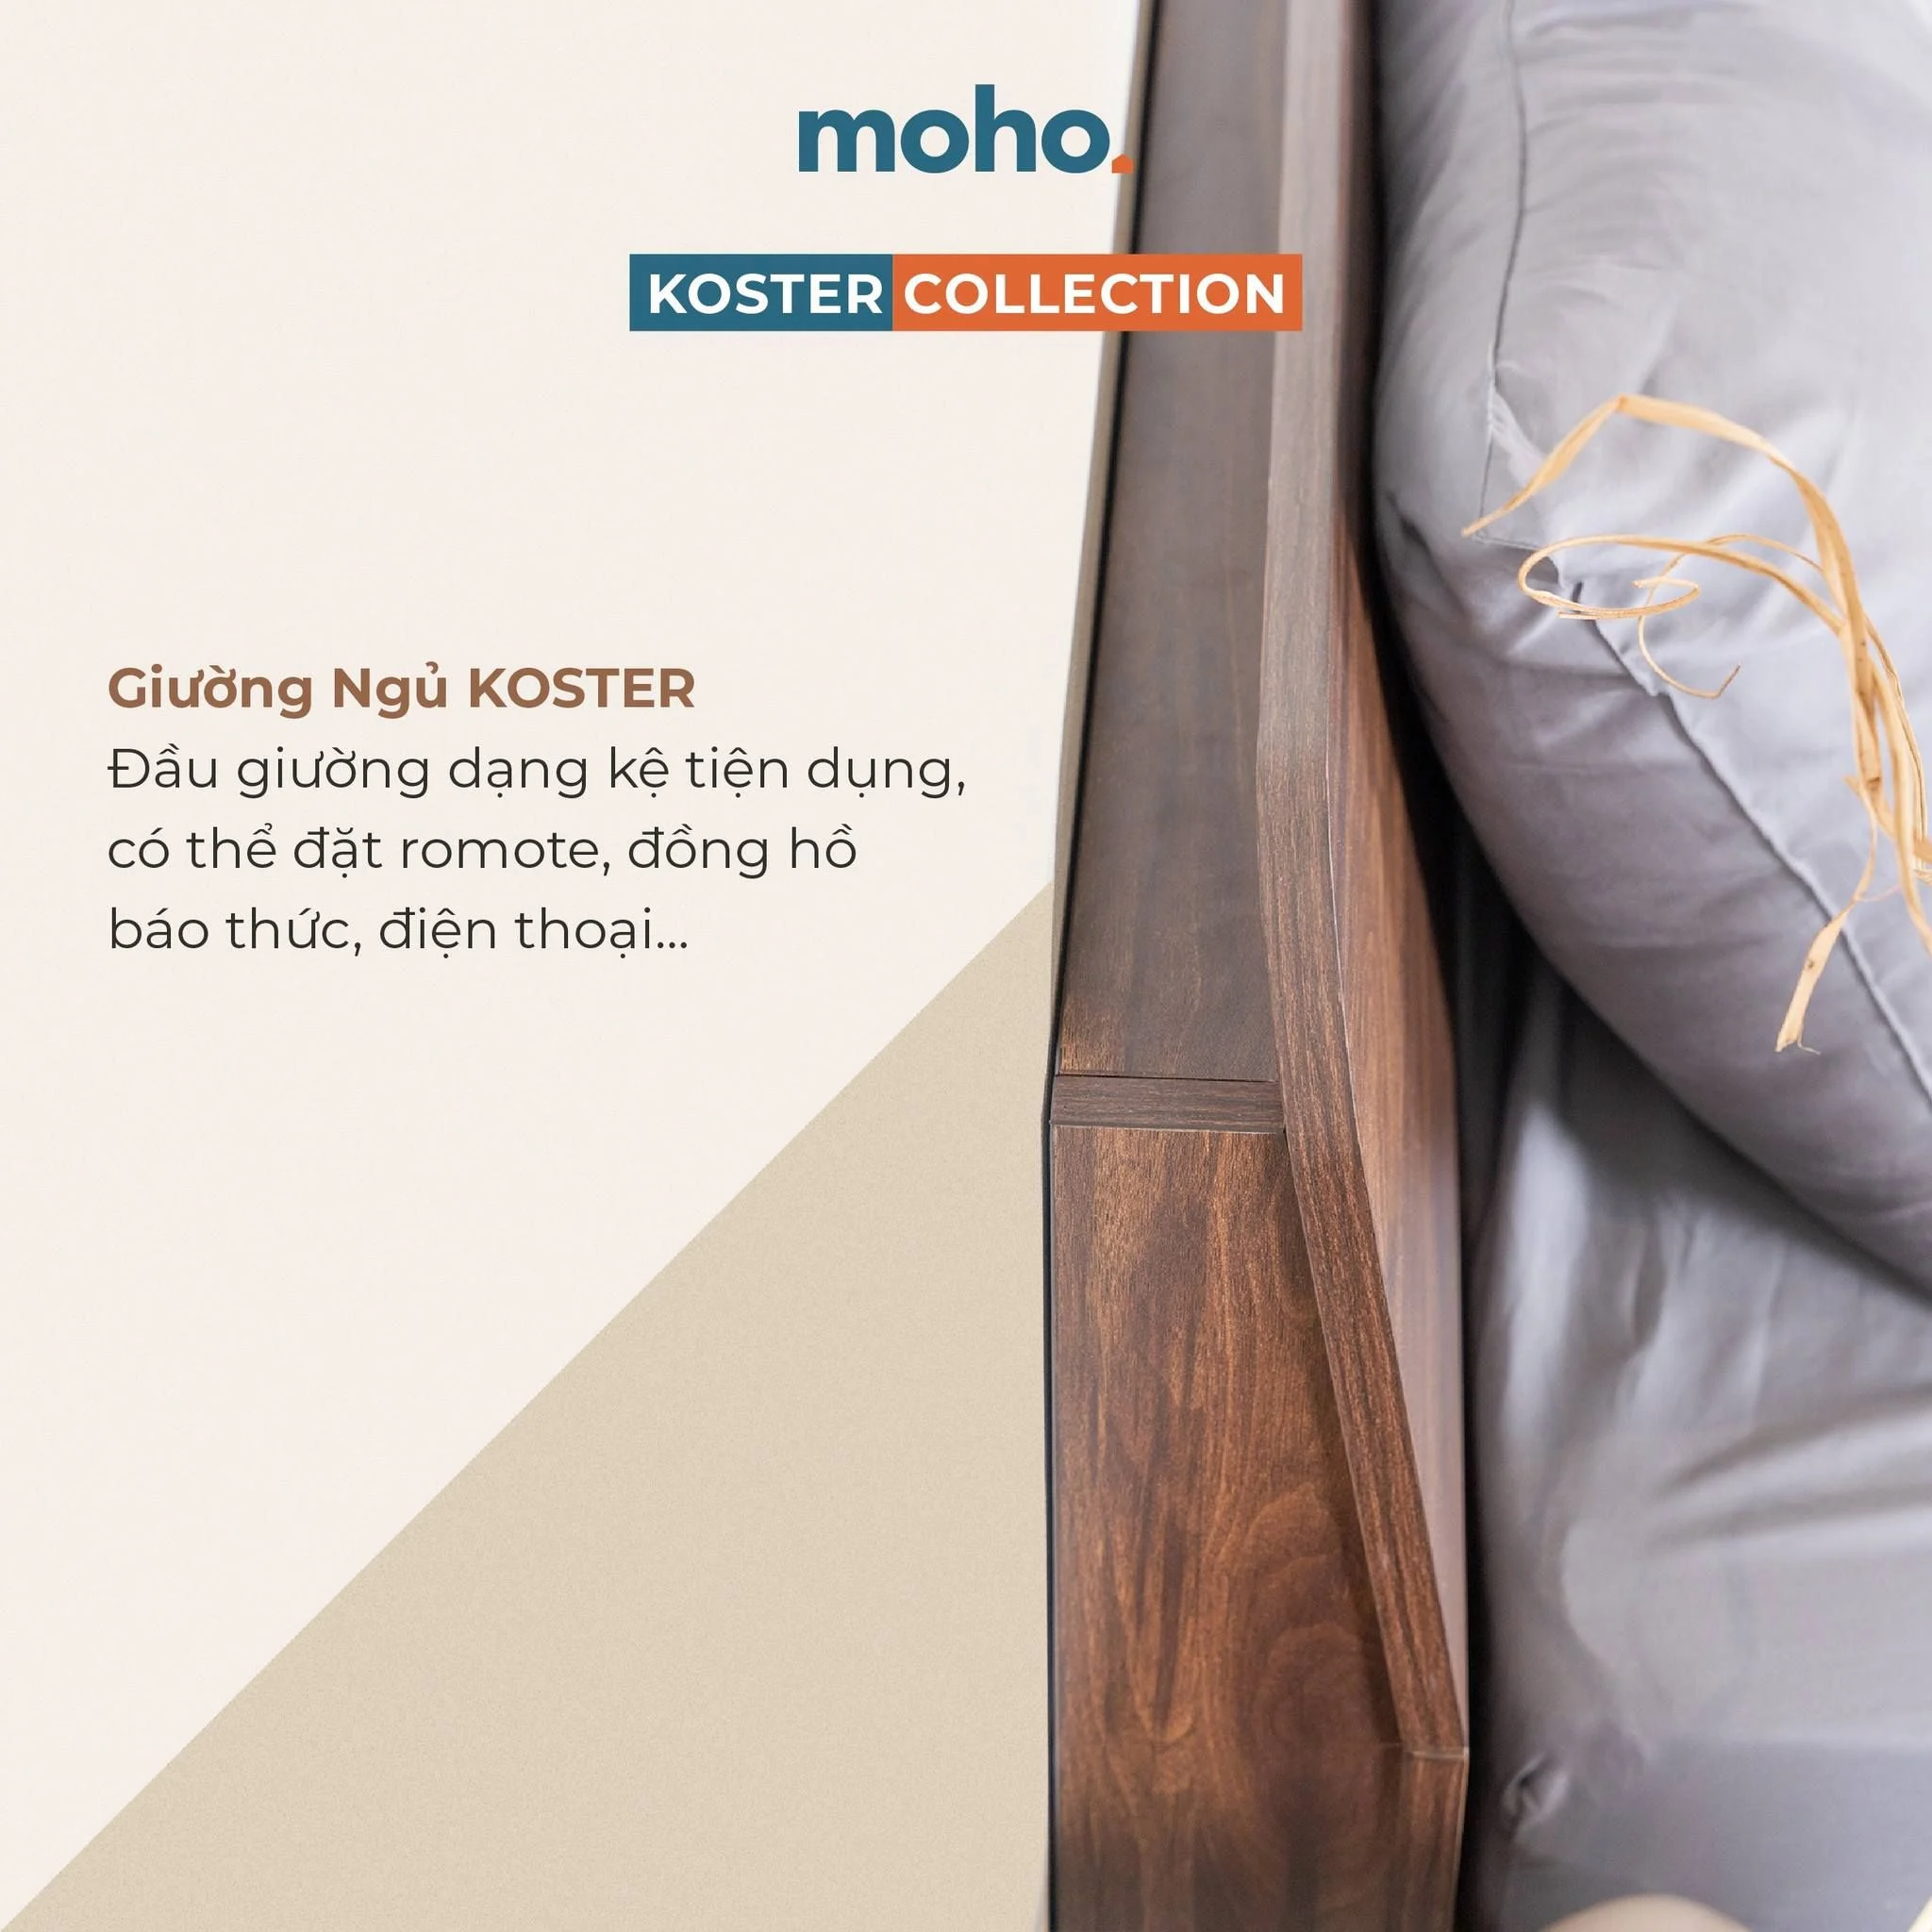 moho.
KOSTER COLLECTION
Giường Ngủ KOSTER
Đầu giường dạng kệ tiện dụng,
có thể đặt romote, đồng hồ
báo thức, điện thoại...